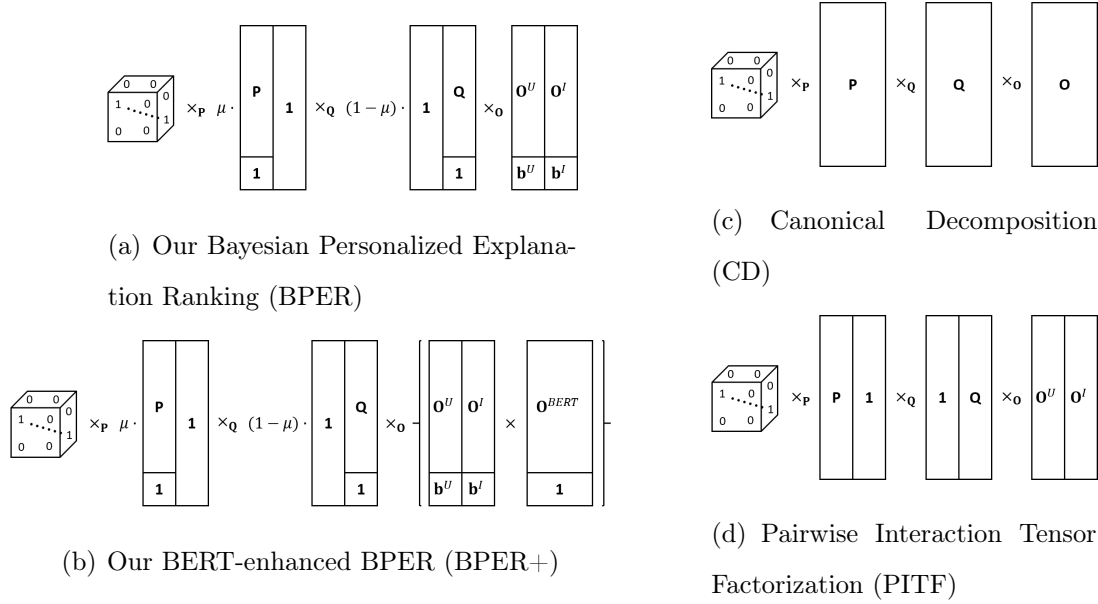 0 0
1 0 0
0 0 1
×P μ · P 1 1 ×Q (1 − μ) · 1 Q 1 ×O O^U O^I b^U b^I
(a) Our Bayesian Personalized Explana-
tion Ranking (BPER)
0 0
1 0 0
0 0 1
×P μ · P 1 1 ×Q (1 − μ) · 1 Q 1 ×O O^U O^I b^U b^I × O^BERT 1
(b) Our BERT-enhanced BPER (BPER+)
0 0
1 0 0
0 0 1
×P P ×Q Q ×O O
(c) Canonical Decomposition
(CD)
0 0
1 0 0
0 0 1
×P P 1 ×Q 1 Q ×O O^U O^I
(d) Pairwise Interaction Tensor
Factorization (PITF)